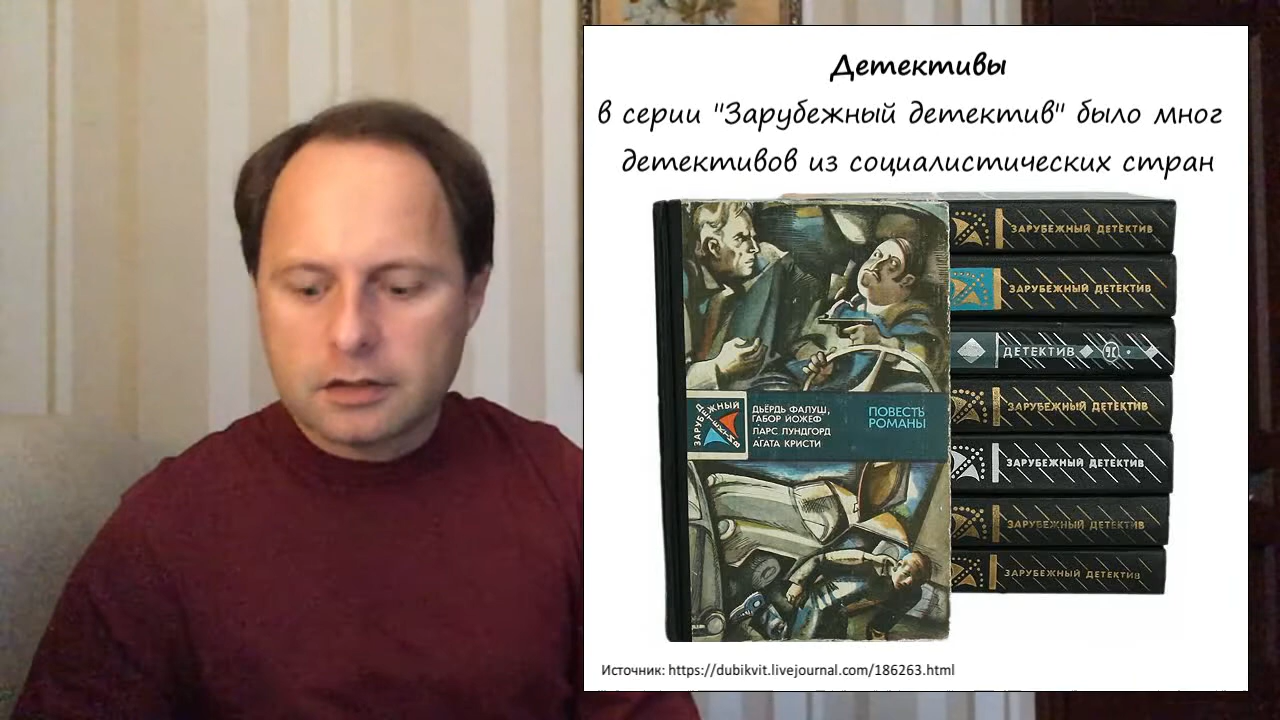 Детективы
в серии "Зарубежный детектив" было мног
детективов из социалистических стран
ЗАРУБЕЖНЫЙ ДЕТЕКТИВ
ЗАРУБЕЖНЫЙ ДЕТЕКТИВ
ДЕТЕКТИВ
ЗАРУБЕЖНЫЙ ДЕТЕКТИВ
ЗАРУБЕЖНЫЙ ДЕТЕКТИВ
ЗАРУБЕЖНЫЙ ДЕТЕКТИВ
ЗАРУБЕЖНЫЙ ДЕТЕКТИВ
ЗАРУБЕЖНЫЙ
ДЬЁРДЬ ФАЛУШ,
ГАБОР ЙОЖЕФ
ЛАРС ЛУНДГОРД
АГАТА КРИСТИ
ПОВЕСТЬ
РОМАНЫ
Источник: https://dubikvit.livejournal.com/186263.html